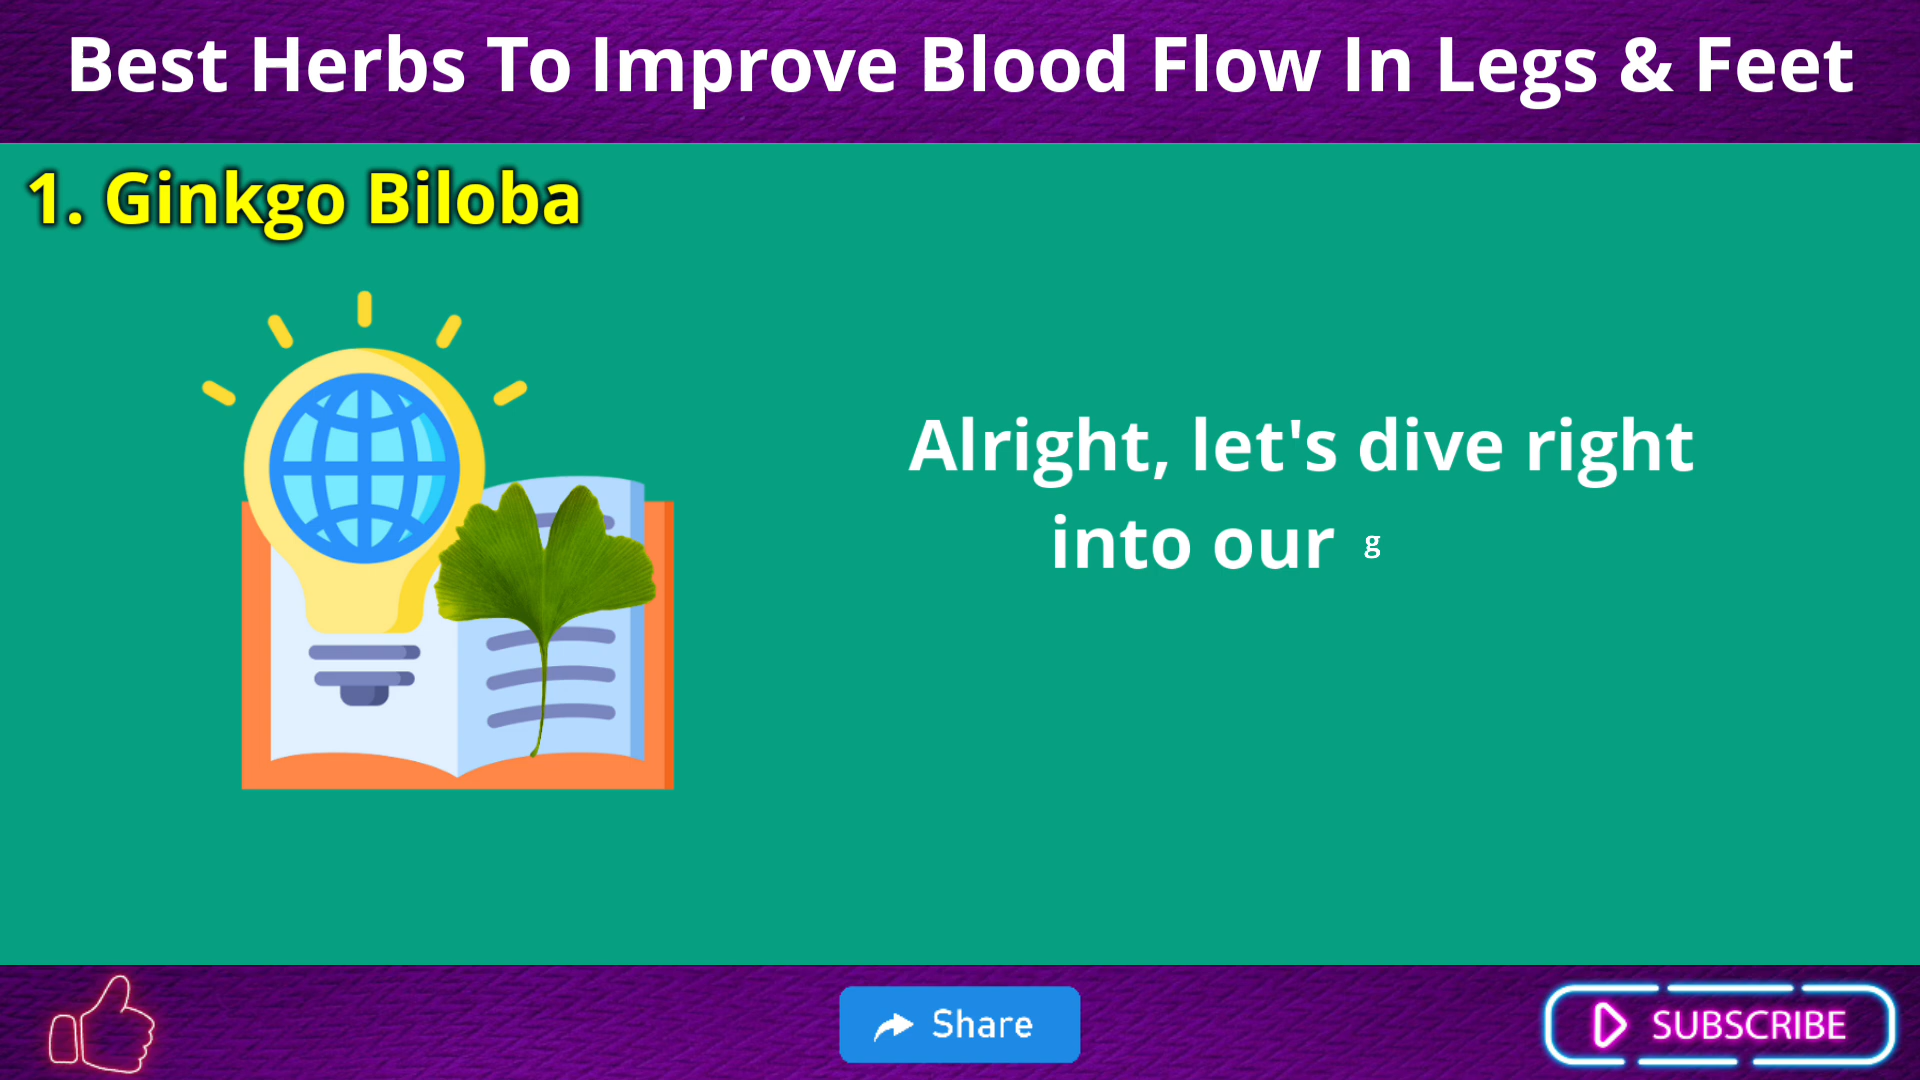 Best Herbs To Improve Blood Flow In Legs & Feet
1. Ginkgo Biloba
Alright, let's dive right
into our g
Share
SUBSCRIBE